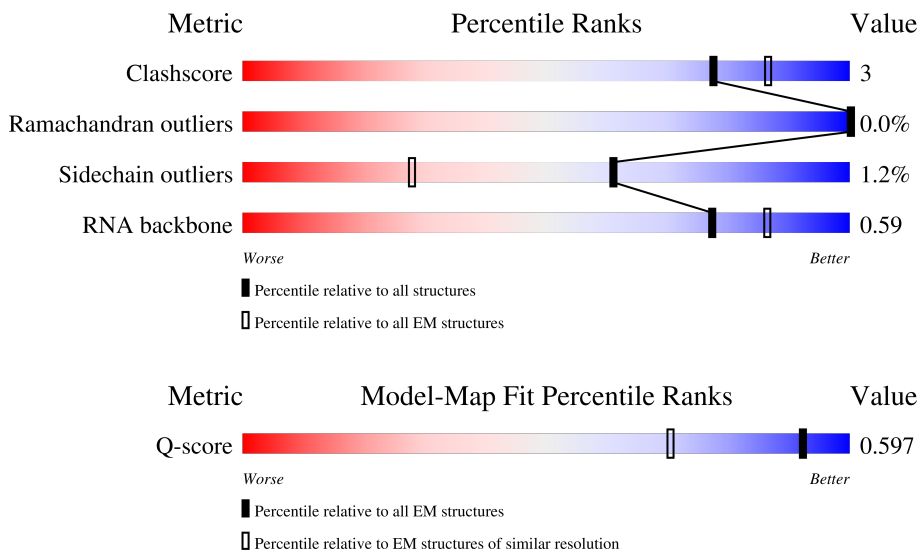 Metric Percentile Ranks Value
Clashscore 3
Ramachandran outliers 0.0%
Sidechain outliers 1.2%
RNA backbone 0.59
Worse Better
Percentile relative to all structures
Percentile relative to all EM structures
Metric Model-Map Fit Percentile Ranks Value
Q-score 0.597
Worse Better
Percentile relative to all EM structures
Percentile relative to EM structures of similar resolution